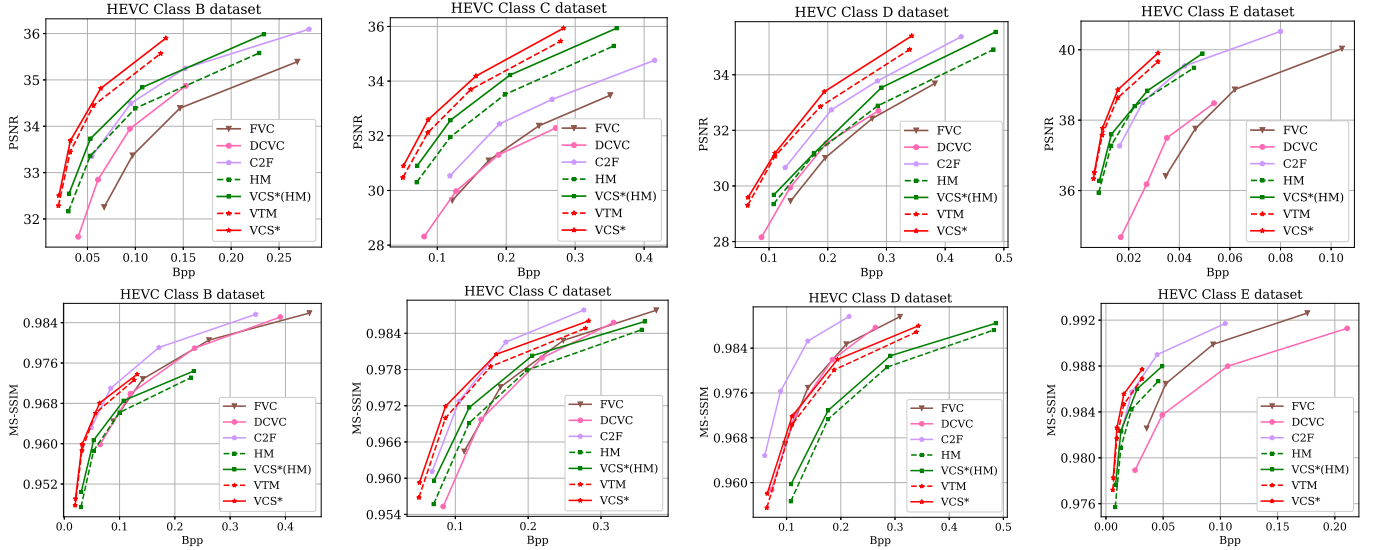 HEVC Class B dataset
36
35
34
33
32
PSNR
0.05
0.10
0.15
0.20
0.25
Bpp
FVC
DCVC
C2F
HM
VCS*(HM)
VTM
VCS*
HEVC Class C dataset
36
34
32
30
28
PSNR
0.1
0.2
0.3
0.4
Bpp
FVC
DCVC
C2F
HM
VCS*(HM)
VTM
VCS*
HEVC Class D dataset
34
32
30
28
PSNR
0.1
0.2
0.3
0.4
0.5
Bpp
FVC
DCVC
C2F
HM
VCS*(HM)
VTM
VCS*
HEVC Class E dataset
40
38
36
PSNR
0.02
0.04
0.06
0.08
0.10
Bpp
FVC
DCVC
C2F
HM
VCS*(HM)
VTM
VCS*
HEVC Class B dataset
0.984
0.976
0.968
0.960
0.952
MS-SSIM
0.0
0.1
0.2
0.3
0.4
Bpp
FVC
DCVC
C2F
HM
VCS*(HM)
VTM
VCS*
HEVC Class C dataset
0.984
0.978
0.972
0.966
0.960
0.954
MS-SSIM
0.1
0.2
0.3
Bpp
FVC
DCVC
C2F
HM
VCS*(HM)
VTM
VCS*
HEVC Class D dataset
0.984
0.976
0.968
0.960
MS-SSIM
0.1
0.2
0.3
0.4
0.5
Bpp
FVC
DCVC
C2F
HM
VCS*(HM)
VTM
VCS*
HEVC Class E dataset
0.992
0.988
0.984
0.980
0.976
MS-SSIM
0.00
0.05
0.10
0.15
0.20
Bpp
FVC
DCVC
C2F
HM
VCS*(HM)
VTM
VCS*